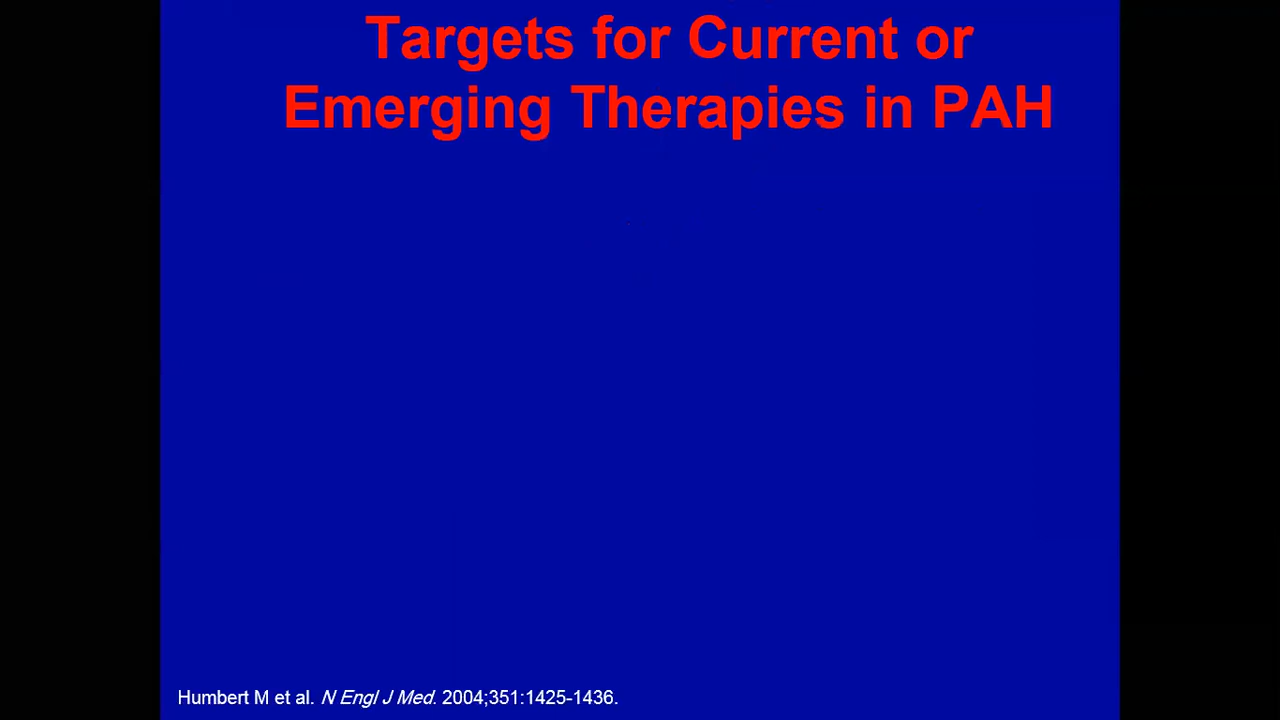 Targets for Current or
Emerging Therapies in PAH
Humbert M et al. N Engl J Med. 2004;351:1425-1436.